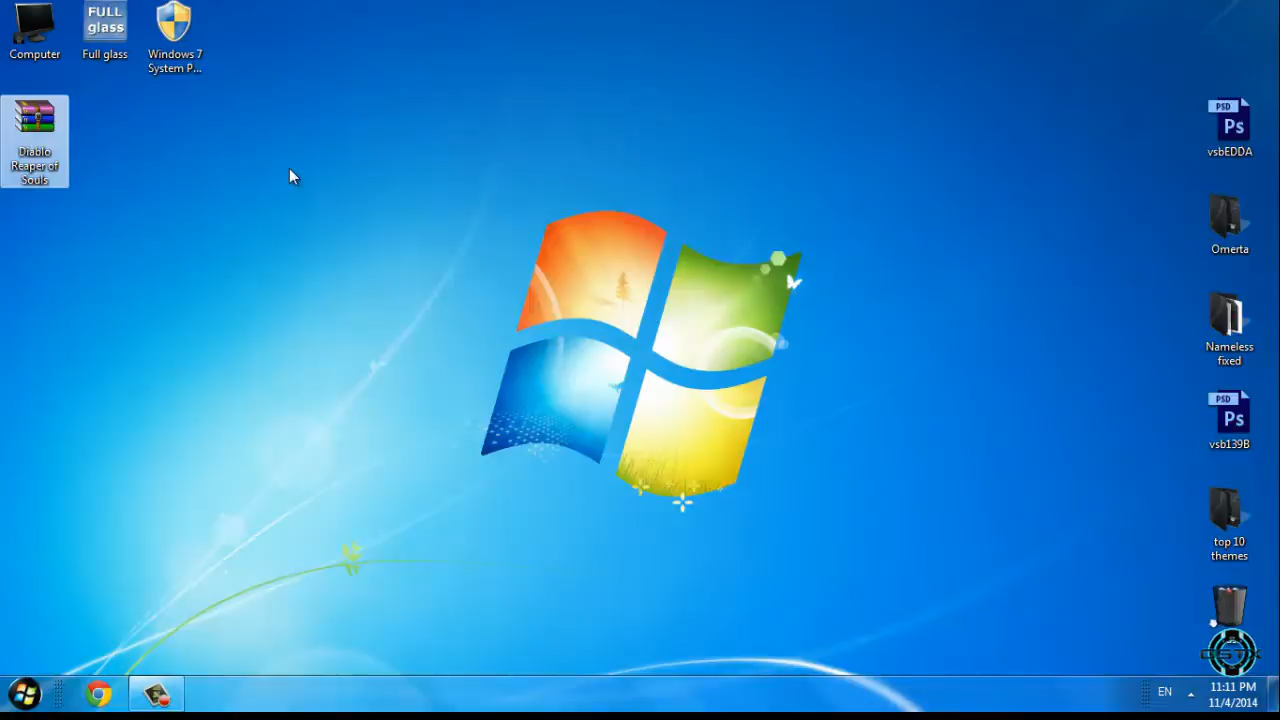 Computer
FULL
glass
Full glass
Windows 7
System P...
Diablo
Reaper of
Souls
PSD
Ps
vsbEDDA
Omerta
Nameless
fixed
PSD
Ps
vsb139B
top 10
themes
EN
11:11 PM
11/4/2014